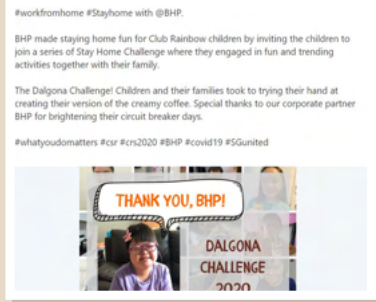 #workfromhome #Stayhome with @BHP.
BHP made staying home fun for Club Rainbow children by inviting the children to
join a series of Stay Home Challenge where they engaged in fun and trending
activities together with their family.
The Dalgona Challenge! Children and their families took to trying their hand at
creating their version of the creamy coffee. Special thanks to our corporate partner
BHP for brightening their circuit breaker days.
#whatyoudomatters #csr #crs2020 #BHP #covid19 #SGunited
THANK YOU, BHP!
DALGONA
CHALLENGE
2020